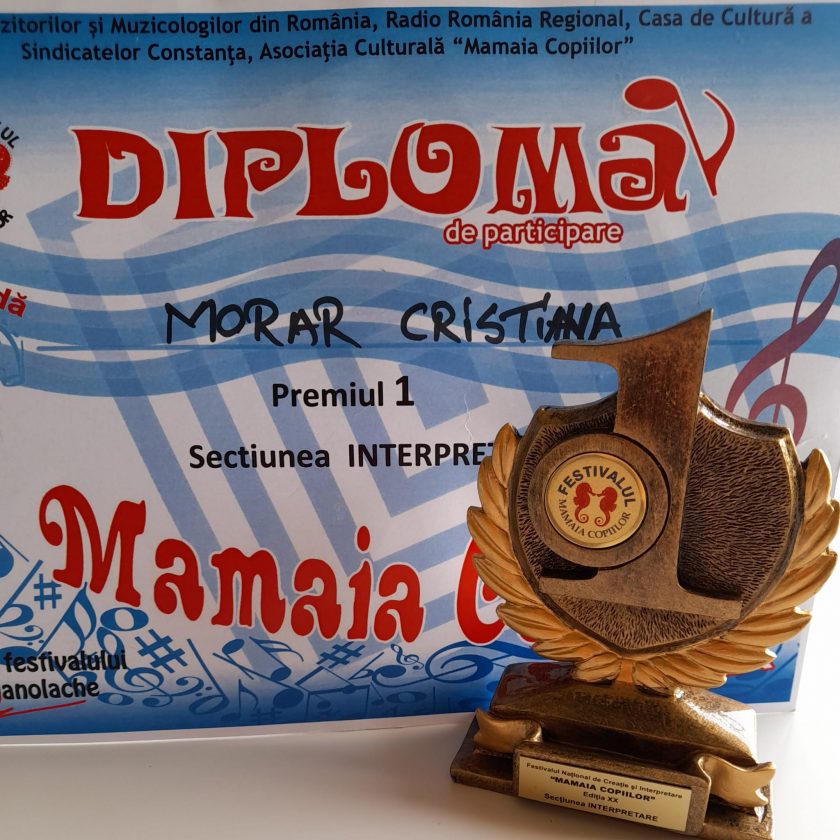 zitorilor și Muzicologilor din România, Radio România Regional, Casa de Cultură a
Sindicatelor Constanța, Asociația Culturală “Mamaia Copiilor”
DIPLOMĂ
de participare
MORAR CRISTIANA
Premiul 1
Sectiunea INTERPRET
Mamaia C
festivalului
anolache
1
FESTIVALUL
MAMAIA COPIILOR
Festivalul Național de Creație și Interpretare
“MAMAIA COPIILOR”
Ediția XX
Secțiunea INTERPRETARE